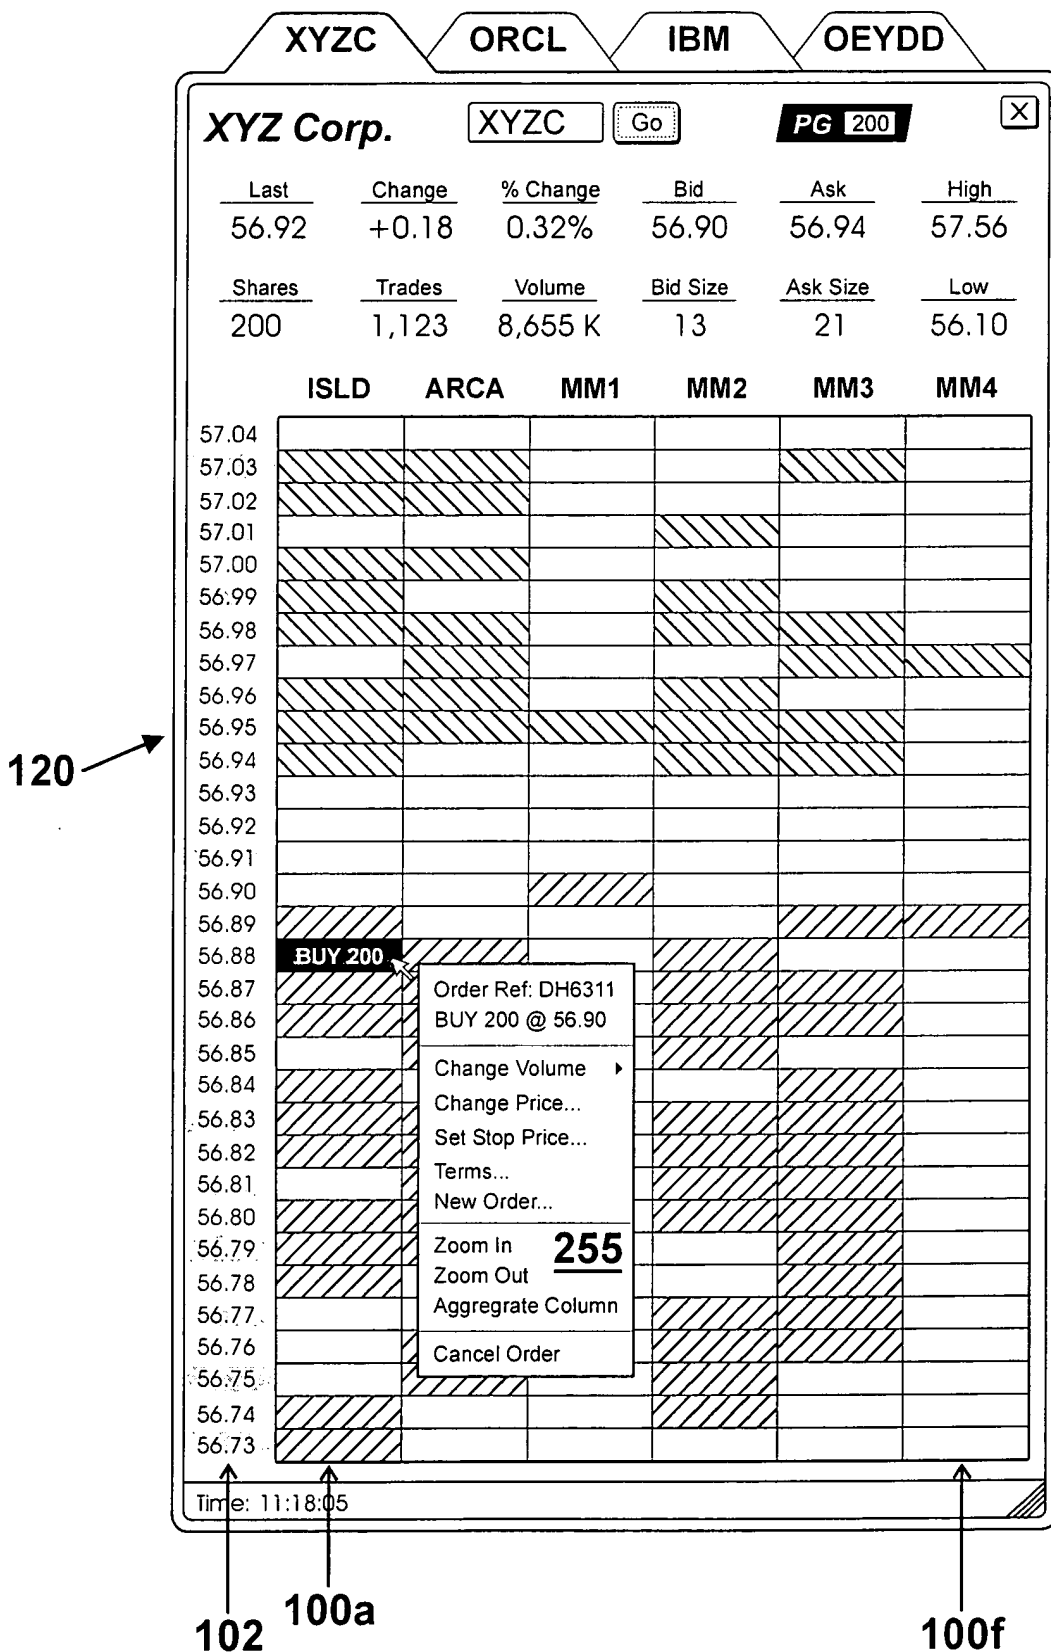 XYZC ORCL IBM OEYDD
XYZ Corp. XYZC Go PG 200 X
Last Change % Change Bid Ask High
56.92 +0.18 0.32% 56.90 56.94 57.56
Shares Trades Volume Bid Size Ask Size Low
200 1,123 8,655 K 13 21 56.10
ISLD ARCA MM1 MM2 MM3 MM4
57.04
57.03
57.02
57.01
57.00
56.99
56.98
56.97
56.96
56.95
120
56.94
56.93
56.92
56.91
56.90
56.89
56.88 BUY 200
56.87 Order Ref: DH6311
56.86 BUY 200 @ 56.90
56.85
Change Volume
56.84
Change Price...
56.83
Set Stop Price...
56.82
Terms...
56.81
New Order...
56.80
56.79 Zoom In 255
56.78 Zoom Out
56.77 Aggregrate Column
56.76 Cancel Order
56.75
56.74
56.73
Time: 11:18:05
102 100a 100f